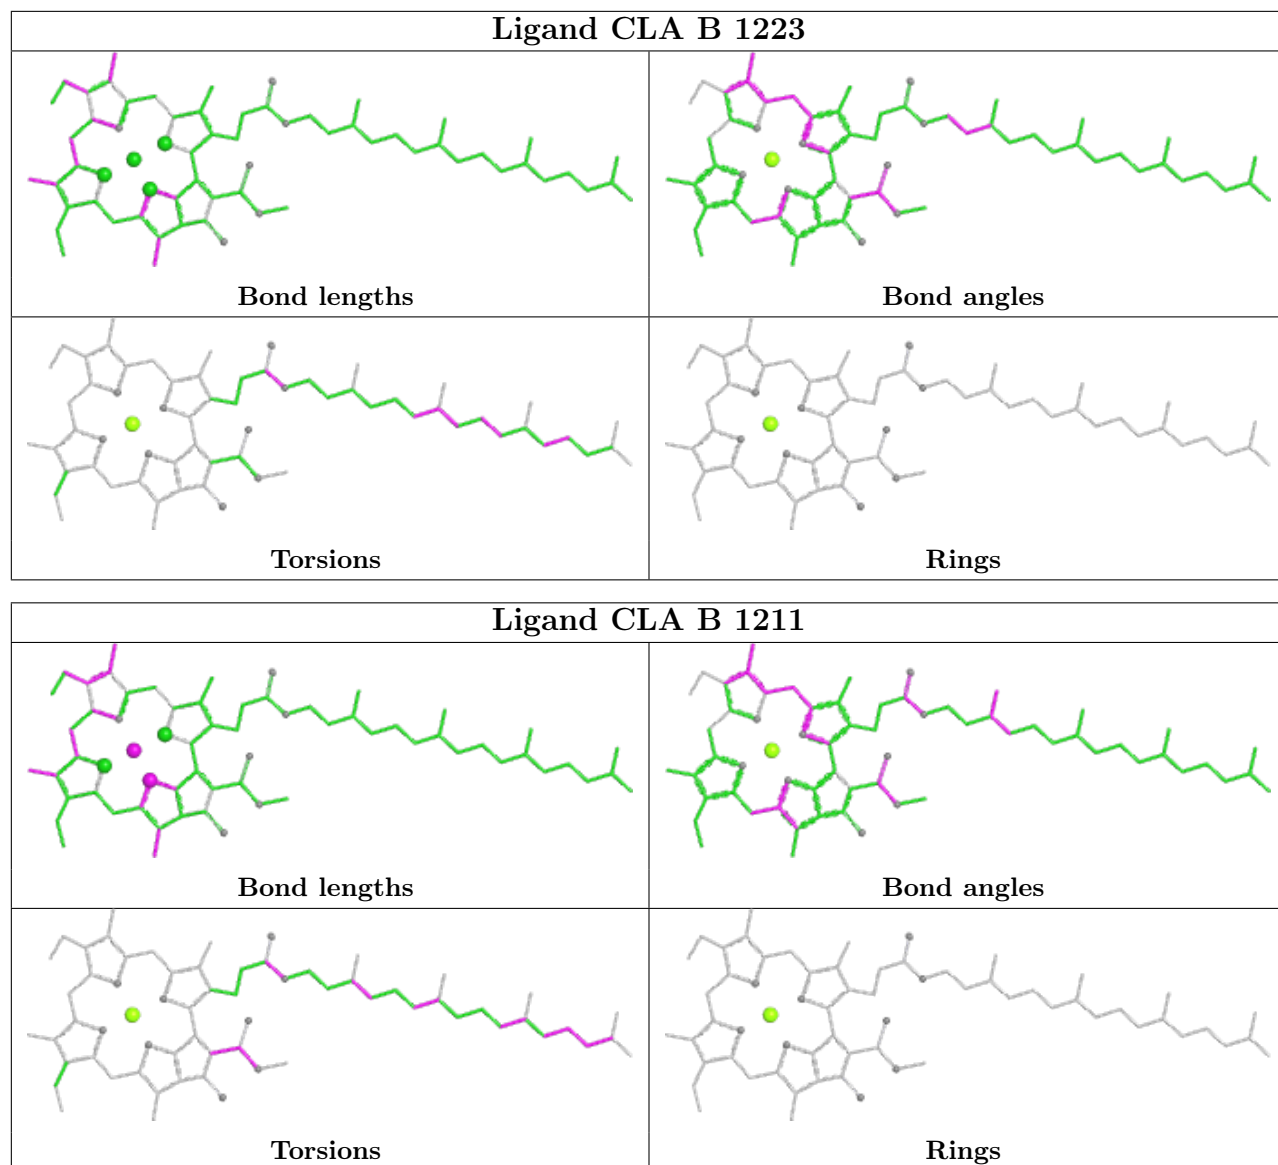 Ligand CLA B 1223
Bond lengths
Bond angles
Torsions
Rings
Ligand CLA B 1211
Bond lengths
Bond angles
Torsions
Rings